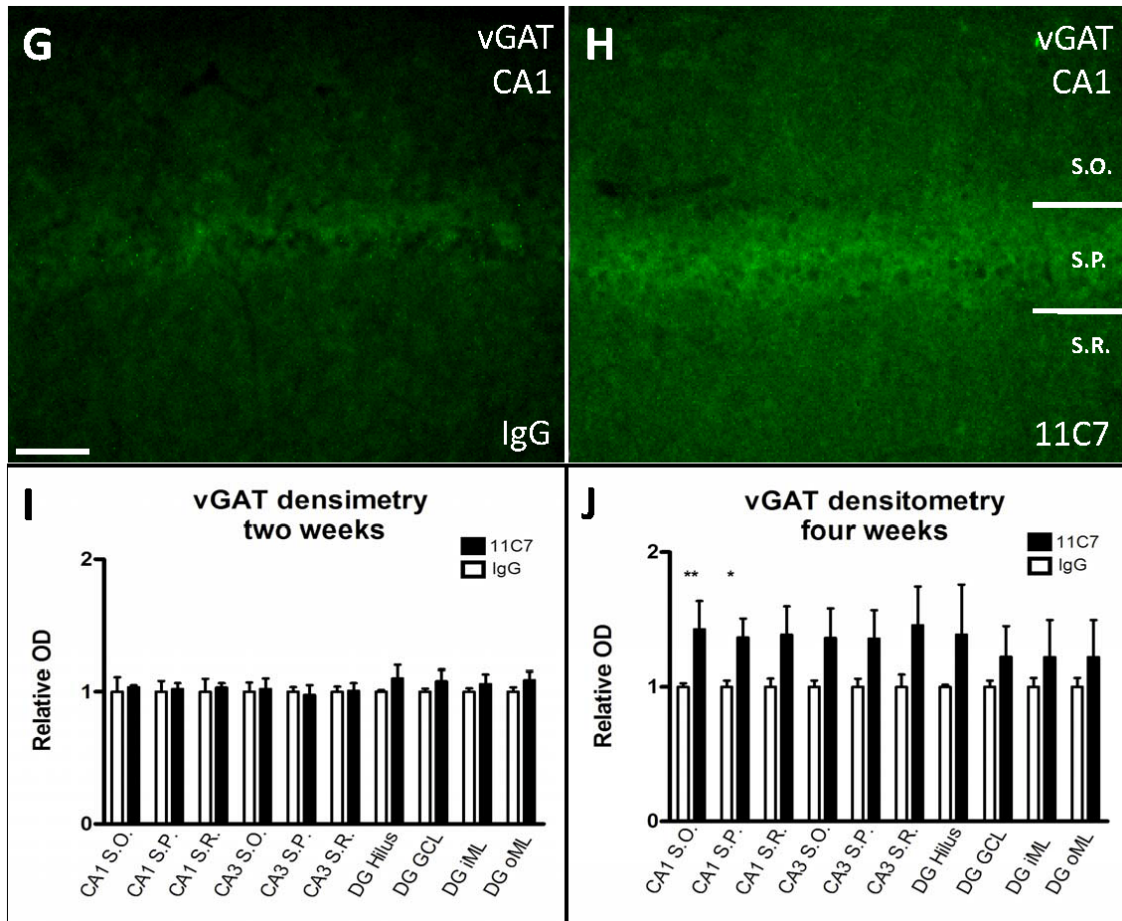 G
vGAT
CA1
IgG
H
vGAT
CA1
S.O.
S.P.
S.R.
11C7
I
vGAT densimetry
two weeks
11C7
IgG
2
1
0
Relative OD
CA1 S.O.
CA1 S.P.
CA1 S.R.
CA3 S.O.
CA3 S.P.
CA3 S.R.
DG Hilus
DG GCL
DG iML
DG oML
J
vGAT densitometry
four weeks
11C7
IgG
2
1
0
Relative OD
**
*
CA1 S.O.
CA1 S.P.
CA1 S.R.
CA3 S.O.
CA3 S.P.
CA3 S.R.
DG Hilus
DG GCL
DG iML
DG oML